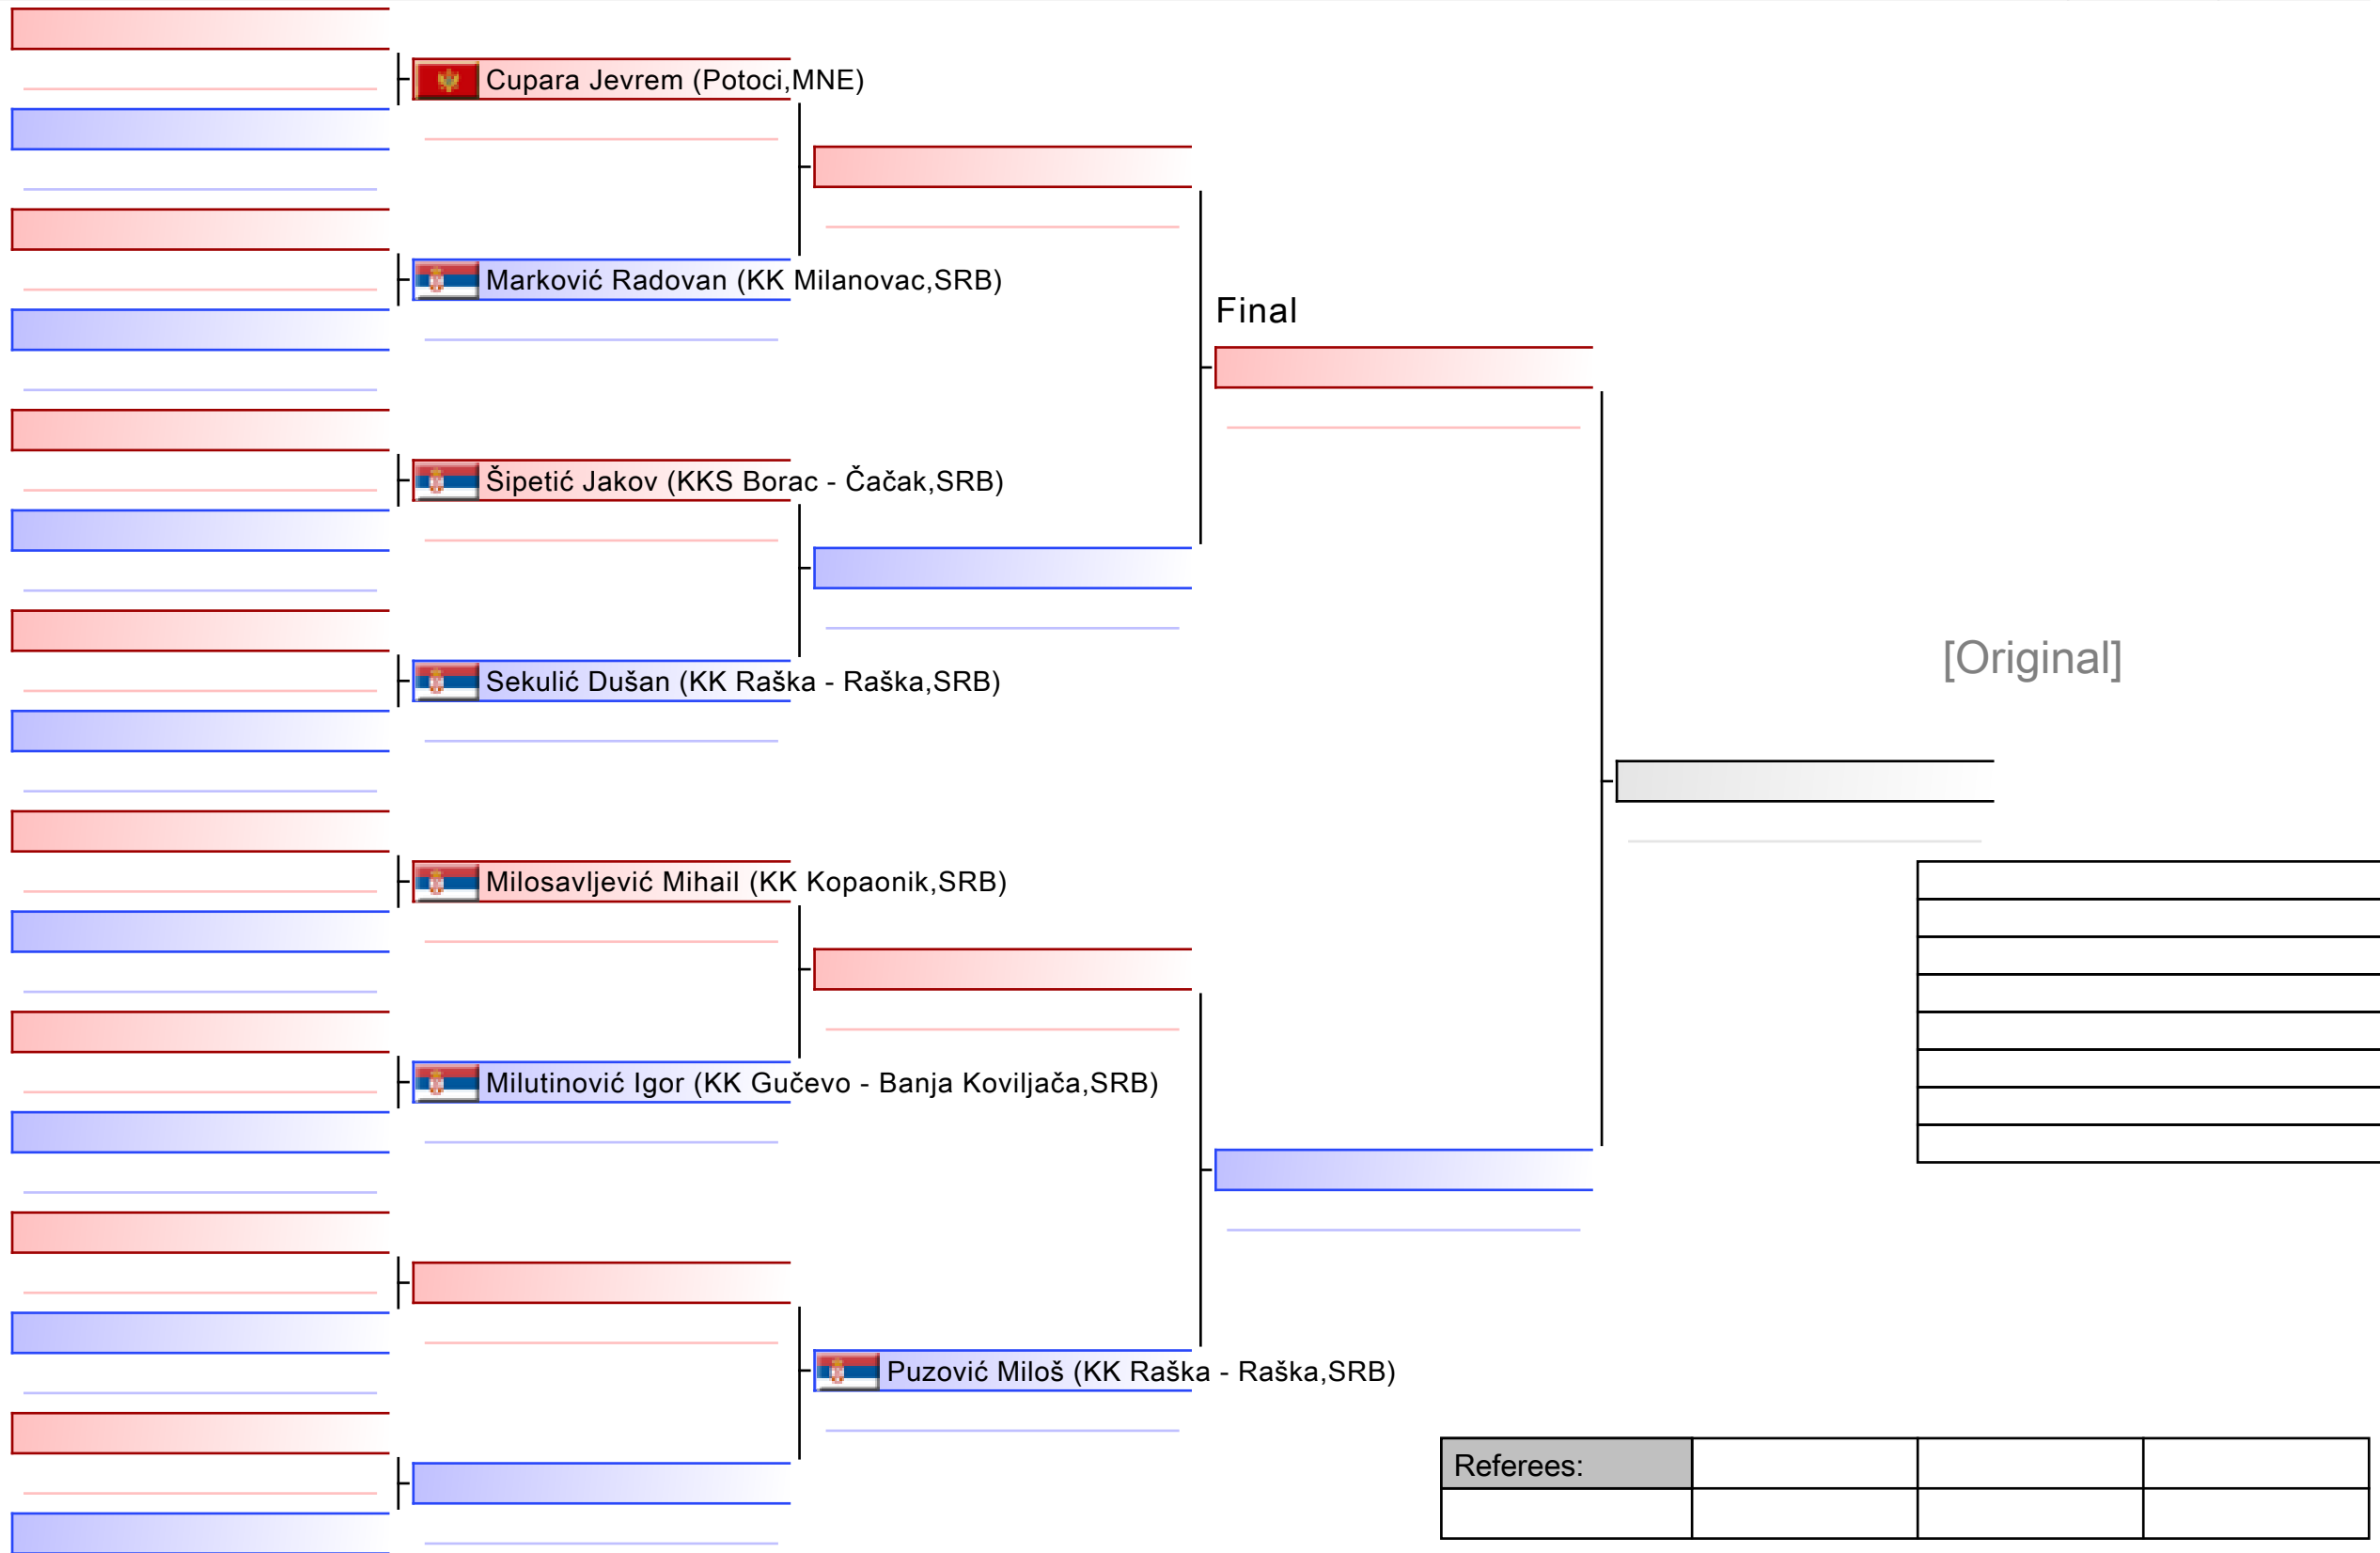 Cupara Jevrem (Potoci,MNE)
Marković Radovan (KK Milanovac,SRB)
Final
Šipetić Jakov (KKS Borac - Čačak,SRB)
[Original]
Sekulić Dušan (KK Raška - Raška,SRB)
Milosavljević Mihail (KK Kopaonik,SRB)
Milutinović Igor (KK Gučevo - Banja Koviljača,SRB)
Puzović Miloš (KK Raška - Raška,SRB)
Referees: